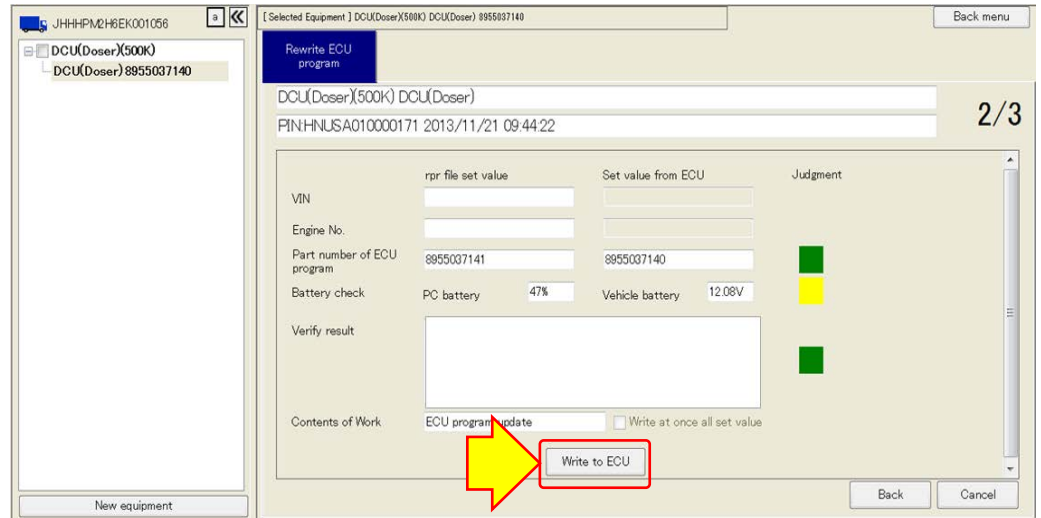 JHHHPM2H6EK001056
a
DCU(Doser)(500K)
DCU(Doser) 8955037140
New equipment
[ Selected Equipment ] DCU(Doser)(500K) DCU(Doser) 8955037140
Back menu
Rewrite ECU
program
DCU(Doser)(500K) DCU(Doser)
PIN:HNUSA010000171 2013/11/21 09:44:22
2/3
rpr file set value Set value from ECU Judgment
VIN
Engine No.
Part number of ECU
program
8955037141 8955037140
Battery check PC battery 47% Vehicle battery 12.08V
Verify result
Contents of Work ECU program update Write at once all set value
Write to ECU
Back Cancel